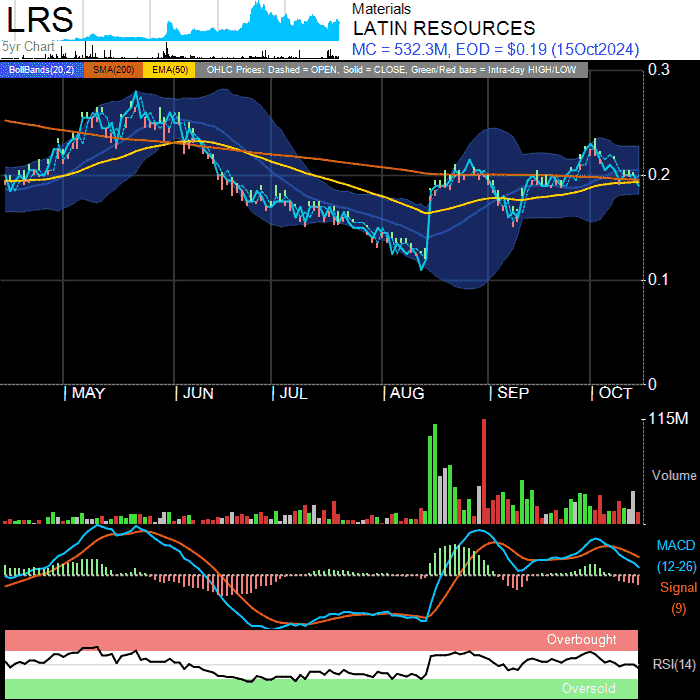 LRS
5yr Chart
Materials
LATIN RESOURCES
MC = 532.3M, EOD = $0.19 (15Oct2024)
BollBands(20,2) SMA(200) EMA(50) OHLC Prices: Dashed = OPEN, Solid = CLOSE, Green/Red bars = Intra-day HIGH/LOW
0.3
0.2
0.1
0
MAY JUN JUL AUG SEP OCT
115M
Volume
MACD
(12-26)
Signal
(9)
Overbought
RSI(14)
Oversold